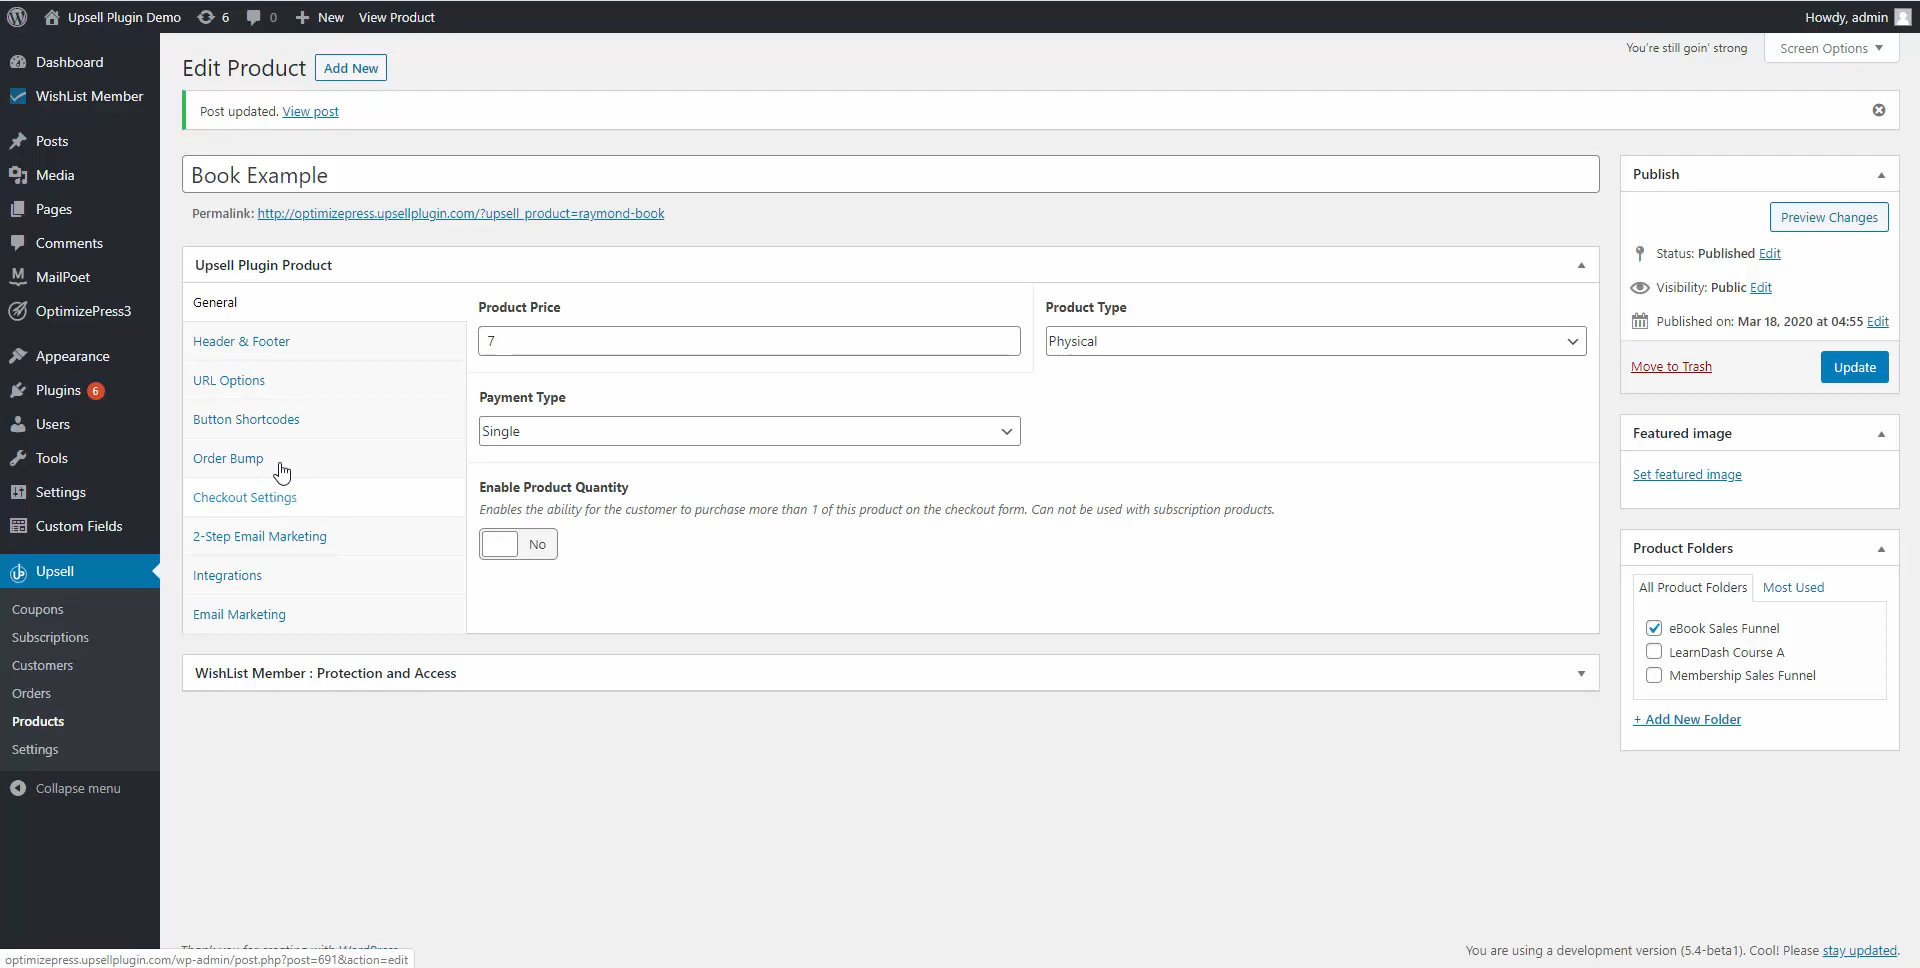 Upsell Plugin Demo 6 0 New View Product Howdy, admin
You're still goin' strong Screen Options
Dashboard
WishList Member
Posts
Media
Pages
Comments
MailPoet
OptimizePress3
Appearance
Plugins 6
Users
Tools
Settings
Custom Fields
Upsell
Coupons
Subscriptions
Customers
Orders
Products
Settings
Collapse menu
Edit Product Add New
Post updated. View post
Book Example
Permalink: http://optimizepress.upsellplugin.com/?upsell_product=raymond-book
Upsell Plugin Product
General
Header & Footer
URL Options
Button Shortcodes
Order Bump
Checkout Settings
2-Step Email Marketing
Integrations
Email Marketing
Product Price
7
Product Type
Physical
Payment Type
Single
Enable Product Quantity
Enables the ability for the customer to purchase more than 1 of this product on the checkout form. Can not be used with subscription products.
No
WishList Member : Protection and Access
Publish
Preview Changes
Status: Published Edit
Visibility: Public Edit
Published on: Mar 18, 2020 at 04:55 Edit
Move to Trash Update
Featured image
Set featured image
Product Folders
All Product Folders Most Used
eBook Sales Funnel
LearnDash Course A
Membership Sales Funnel
+ Add New Folder
Thank you for creating with WordPress.
You are using a development version (5.4-beta1). Cool! Please stay updated.
optimizepress.upsellplugin.com/wp-admin/post.php?post=691&action=edit